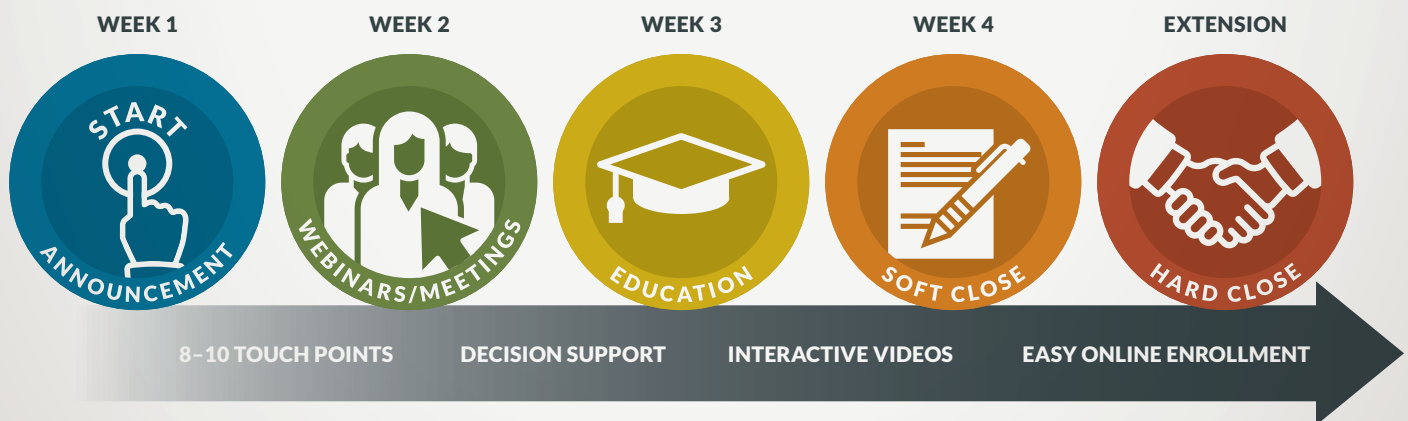 WEEK 1
WEEK 2
WEEK 3
WEEK 4
EXTENSION
START
ANNOUNCEMENT
WEBINARS/MEETINGS
EDUCATION
SOFT CLOSE
HARD CLOSE
8–10 TOUCH POINTS
DECISION SUPPORT
INTERACTIVE VIDEOS
EASY ONLINE ENROLLMENT